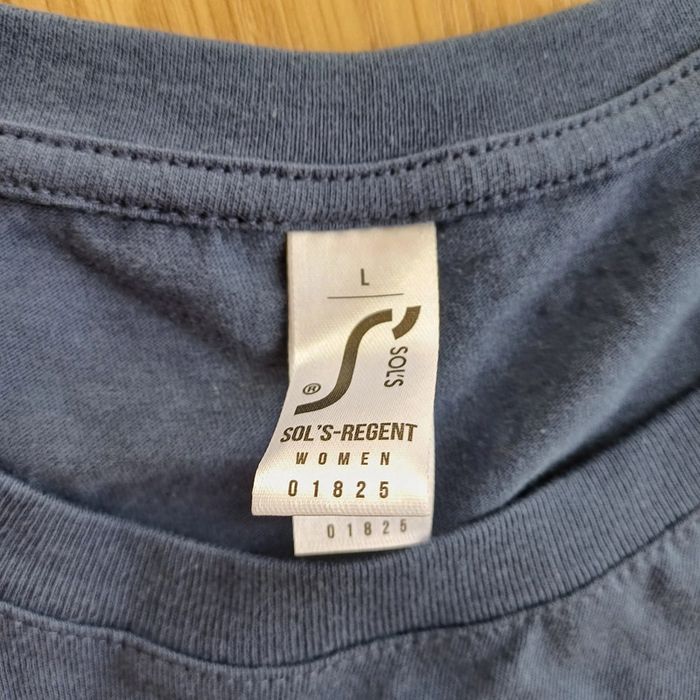 L
SOL'S
®
SOL'S-REGENT
WOMEN
01825
01825